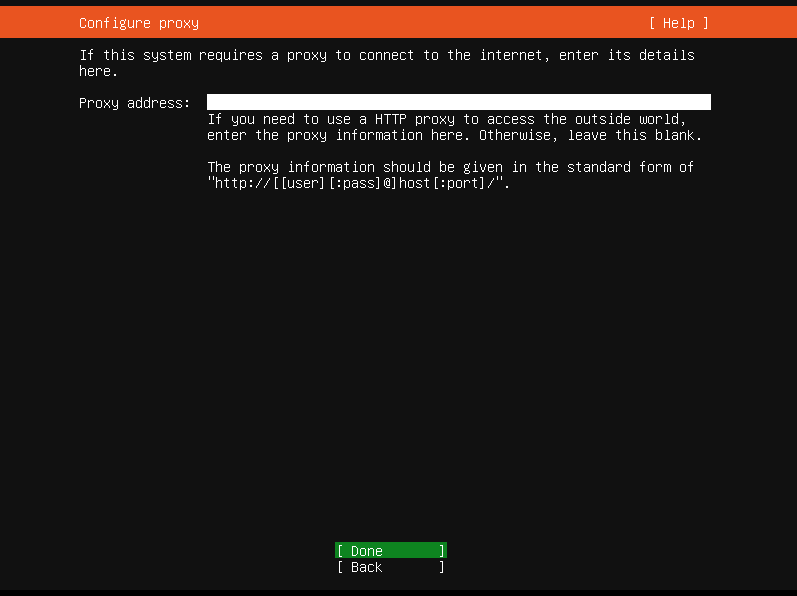 Configure proxy [ Help ]
If this system requires a proxy to connect to the internet, enter its details
here.
Proxy address:
If you need to use a HTTP proxy to access the outside world,
enter the proxy information here. Otherwise, leave this blank.
The proxy information should be given in the standard form of
"http://[[user][:pass]@]host[:port]/".
[ Done ]
[ Back ]